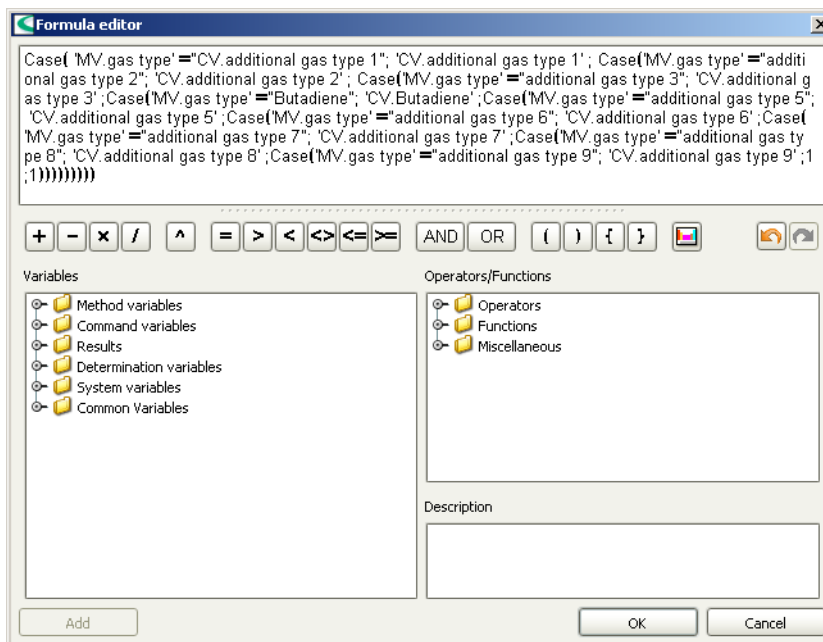 Formula editor
Case( 'MV.gas type' ="CV.additional gas type 1"; 'CV.additional gas type 1' ; Case('MV.gas type' ="additi
onal gas type 2"; 'CV.additional gas type 2' ; Case('MV.gas type' ="additional gas type 3"; 'CV.additional g
as type 3' ;Case('MV.gas type' ="Butadiene"; 'CV.Butadiene' ;Case('MV.gas type' ="additional gas type 5";
'CV.additional gas type 5' ;Case('MV.gas type' ="additional gas type 6"; 'CV.additional gas type 6' ;Case(
'MV.gas type' ="additional gas type 7"; 'CV.additional gas type 7' ;Case('MV.gas type' ="additional gas ty
pe 8"; 'CV.additional gas type 8' ;Case('MV.gas type' ="additional gas type 9"; 'CV.additional gas type 9' ;1
;1)))))))))
+ - × / ^ = > < <> <= >= AND OR ( ) { }
Variables
Method variables
Command variables
Results
Determination variables
System variables
Common Variables
Operators/Functions
Operators
Functions
Miscellaneous
Description
Add
OK
Cancel